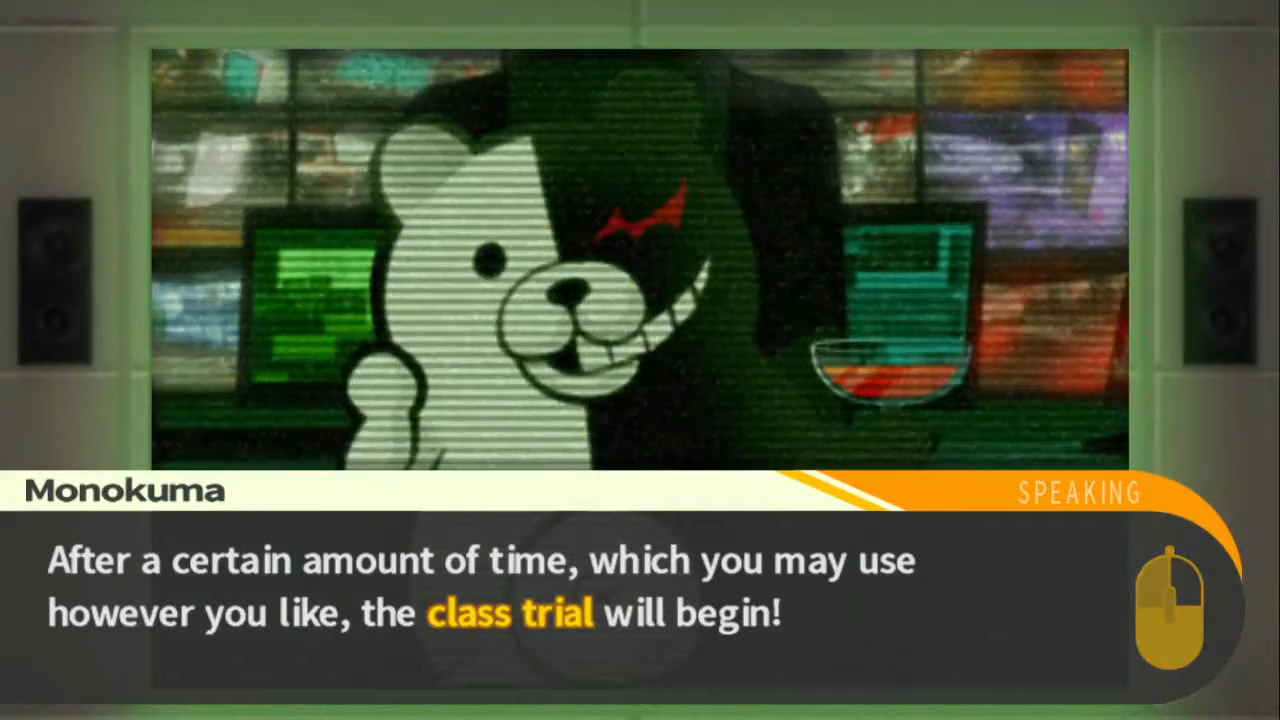 Monokuma
SPEAKING
After a certain amount of time, which you may use
however you like, the class trial will begin!